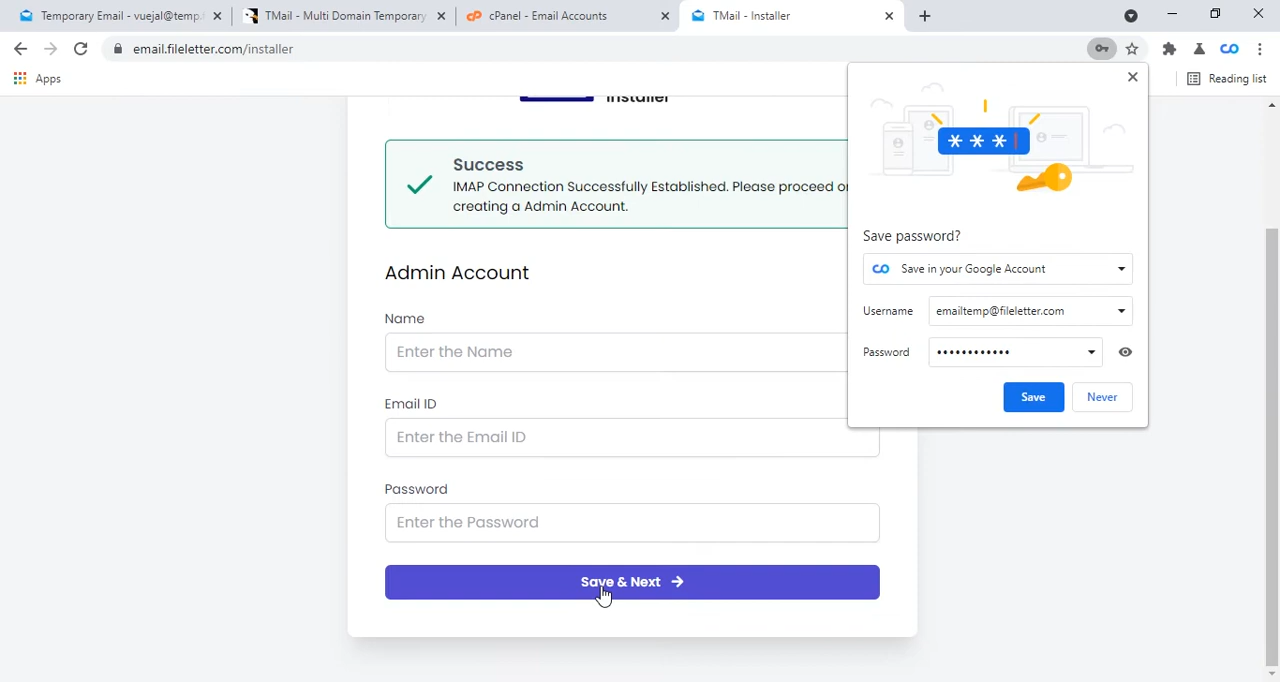 Temporary Email - vuejal@temp.
TMail - Multi Domain Temporary
cPanel - Email Accounts
TMail - Installer
email.fileletter.com/installer
Apps
Reading list
Installer
Success
IMAP Connection Successfully Established. Please proceed on
creating a Admin Account.
Admin Account
Name
Enter the Name
Email ID
Enter the Email ID
Password
Enter the Password
Save & Next
***
Save password?
Save in your Google Account
Username
emailtemp@fileletter.com
Password
••••••••••••
Save
Never